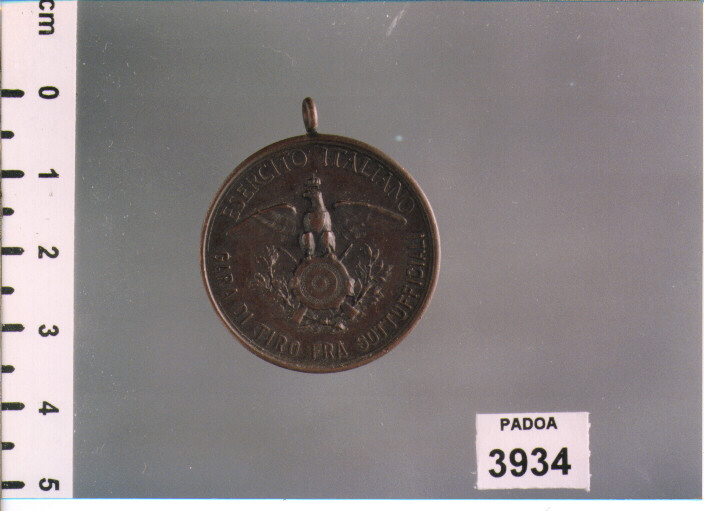 cm
0
1
2
3
4
5
ESERCITO ITALIANO
GARA DI TIRO FRA SOTTUFFICIALI
PADOA
3934